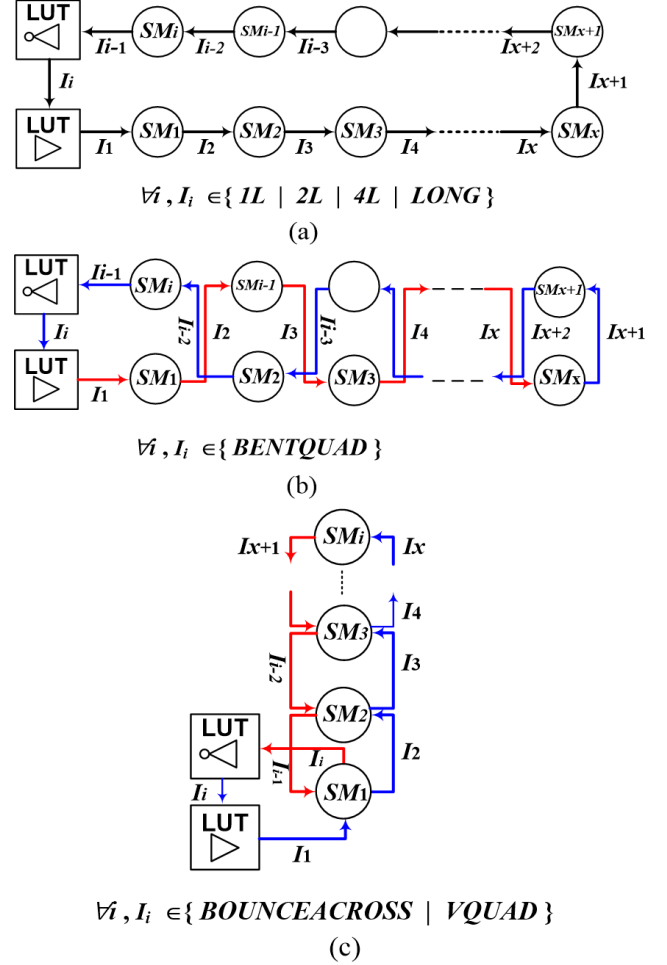 LUT
Ii-1 SMi Ii-2 SMi-1 Ii-3 Ix+2 SMx+1
Ii Ix+1
LUT
I1 SM1 I2 SM2 I3 SM3 I4 Ix SMx
∀i , Ii ∈{ 1L | 2L | 4L | LONG }
(a)
LUT
Ii-1 SMi SMi-1 SMx+1
Ii Ii-2 I2 I3 Ii-3 I4 Ix Ix+2 Ix+1
LUT
I1 SM1 SM2 SM3 SMx
∀i , Ii ∈{ BENTQUAD }
(b)
Ix+1 SMi Ix
I4
SM3
Ii-2 I3
SM2
LUT
Ii Ii-1 I2
Ii SM1
LUT
I1
∀i , Ii ∈{ BOUNCEACROSS | VQUAD }
(c)